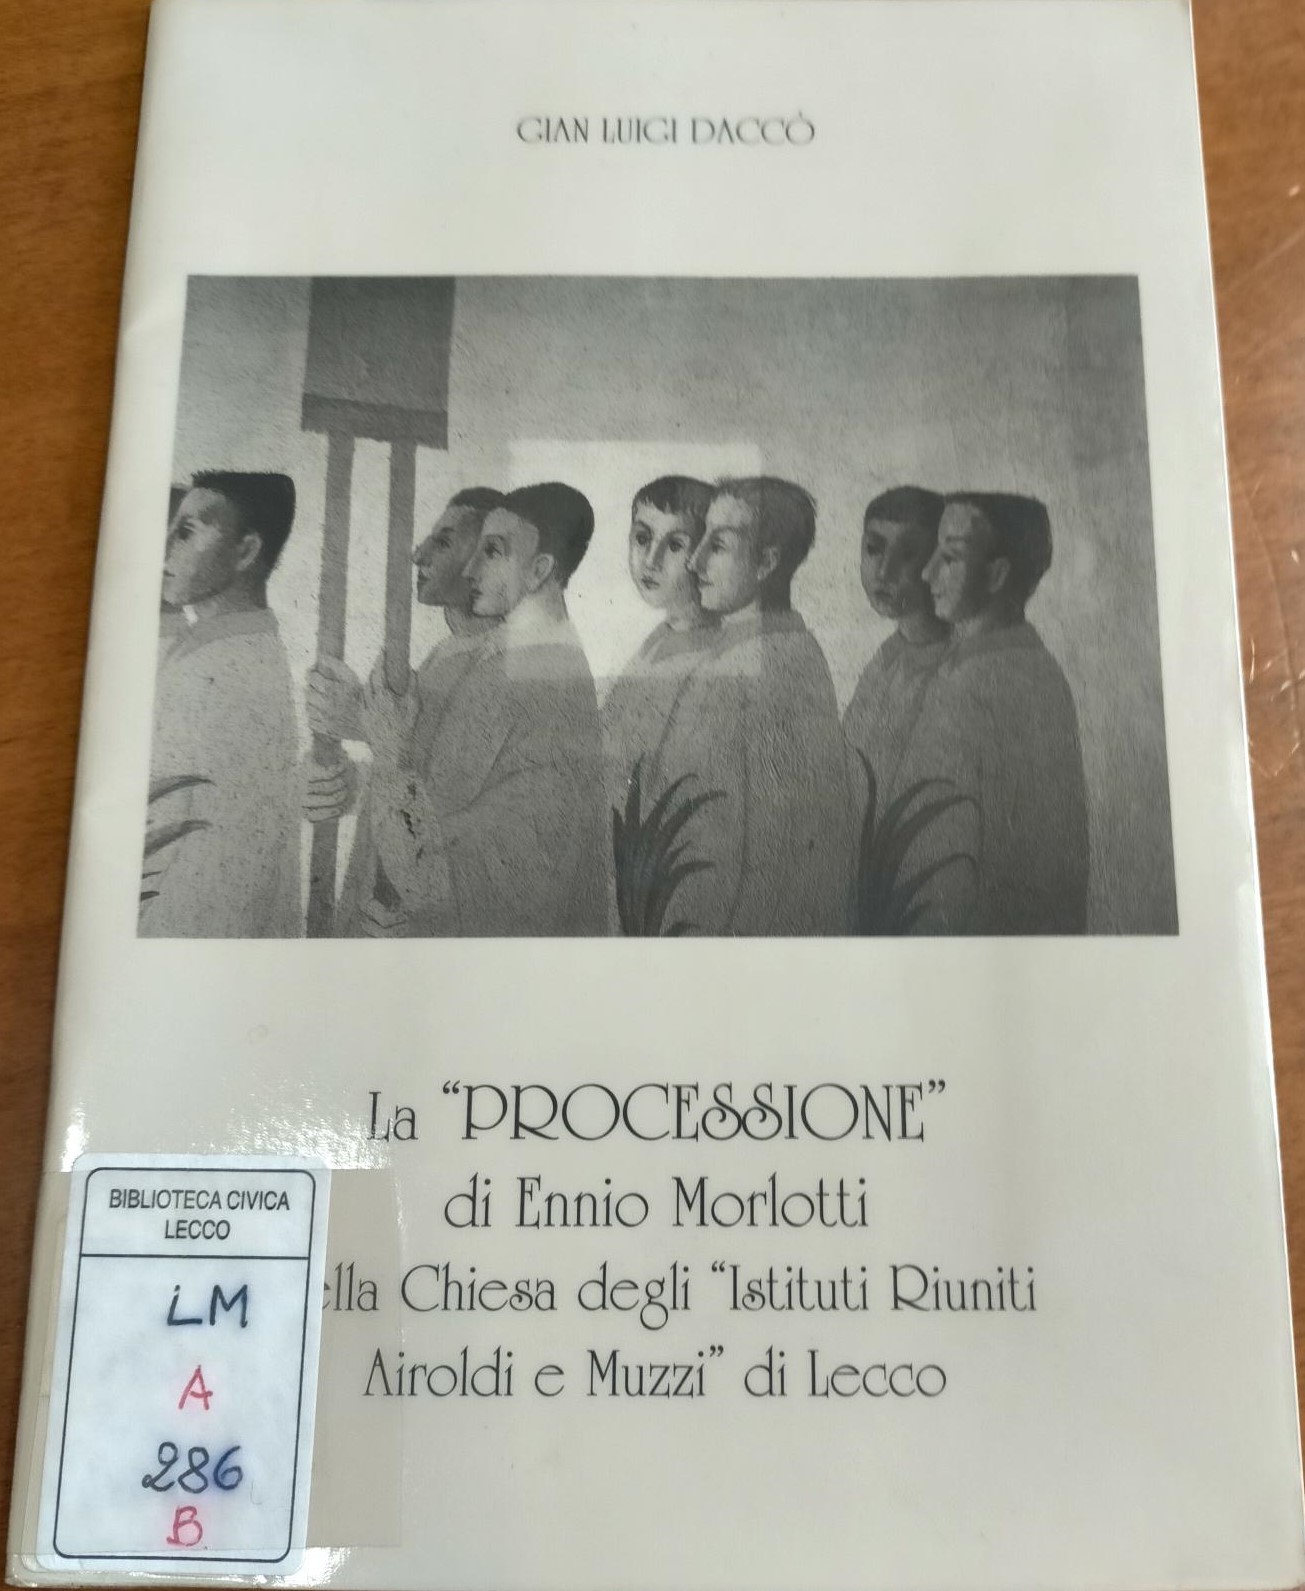 GIAN LUIGI DACCÒ
La “PROCESSIONE”
di Ennio Morlotti
Chiesa degli “Istituti Riuniti
Airoldi e Muzzi” di Lecco
BIBLIOTECA CIVICA
LECCO
LM
A
286
B